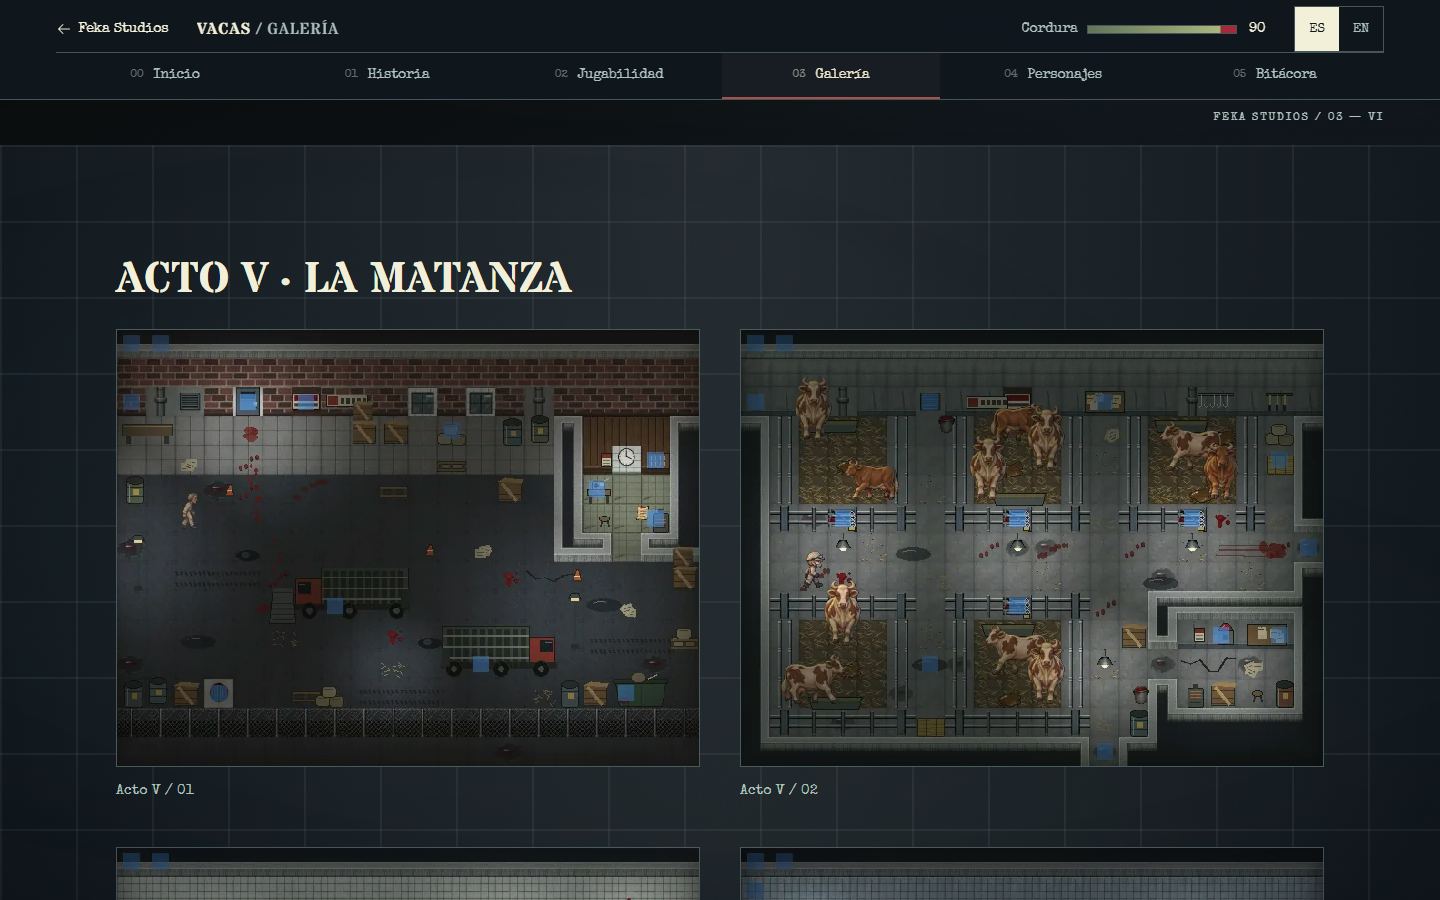 ← Feka Studios
VACAS / GALERÍA
Cordura
90
ES
EN
00 Inicio
01 Historia
02 Jugabilidad
03 Galería
04 Personajes
05 Bitácora
FEKA STUDIOS / 03 — VI
ACTO V · LA MATANZA
Acto V / 01
Acto V / 02